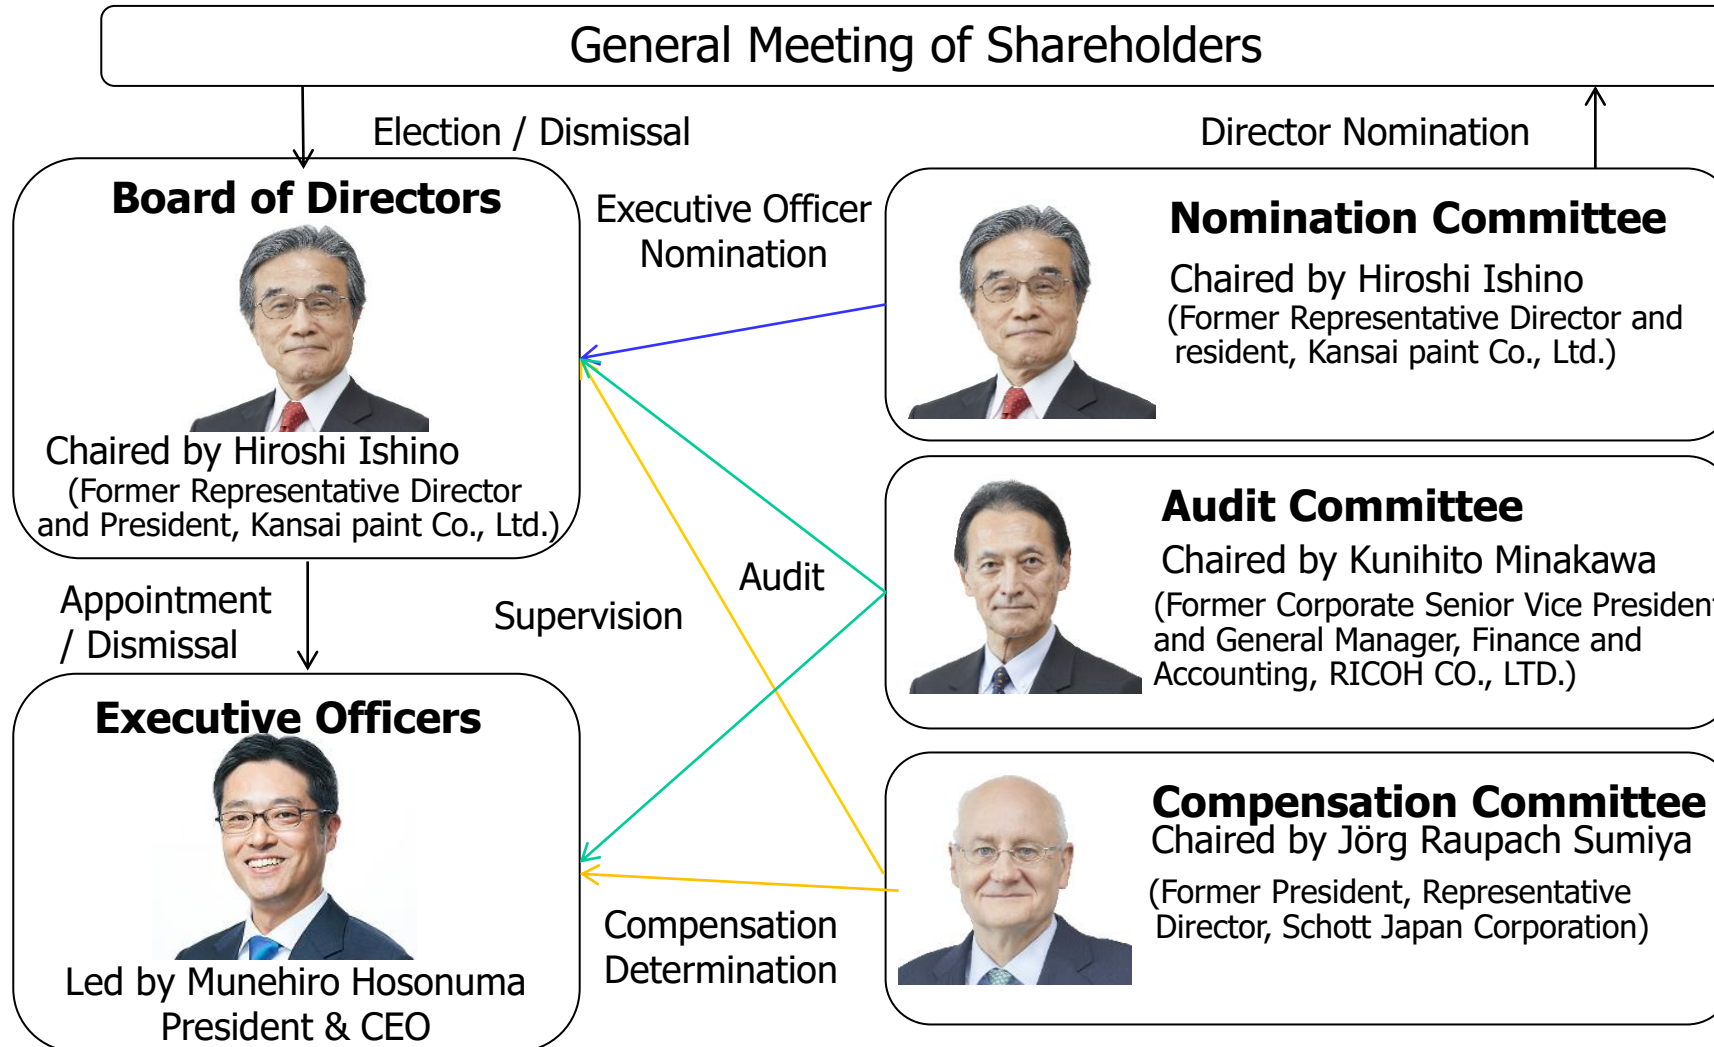 General Meeting of Shareholders
Election / Dismissal
Director Nomination
Board of Directors
Chaired by Hiroshi Ishino
(Former Representative Director
and President, Kansai paint Co., Ltd.)
Executive Officer
Nomination
Nomination Committee
Chaired by Hiroshi Ishino
(Former Representative Director and
resident, Kansai paint Co., Ltd.)
Audit Committee
Chaired by Kunihito Minakawa
(Former Corporate Senior Vice President
and General Manager, Finance and
Accounting, RICOH CO., LTD.)
Audit
Supervision
Appointment
/ Dismissal
Executive Officers
Led by Munehiro Hosonuma
President & CEO
Compensation
Determination
Compensation Committee
Chaired by Jörg Raupach Sumiya
(Former President, Representative
Director, Schott Japan Corporation)